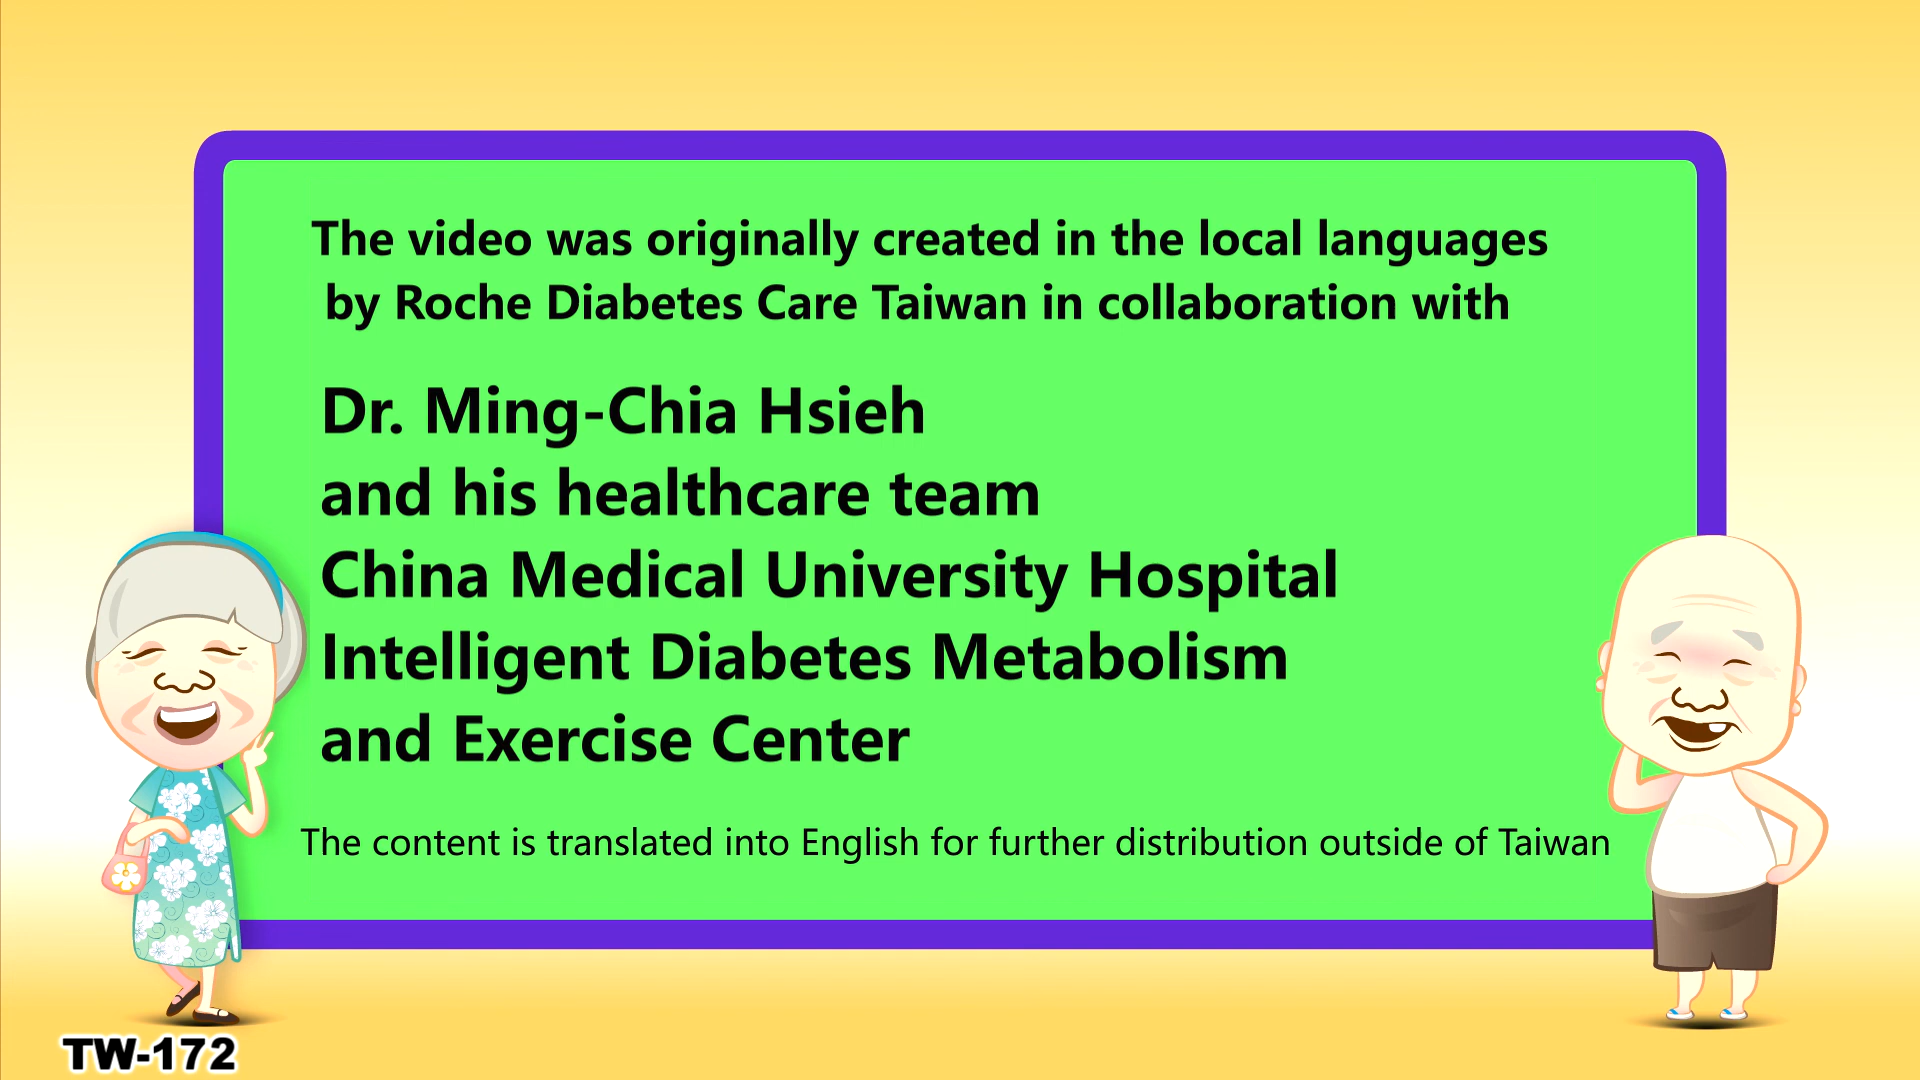 The video was originally created in the local languages
by Roche Diabetes Care Taiwan in collaboration with
Dr. Ming-Chia Hsieh
and his healthcare team
China Medical University Hospital
Intelligent Diabetes Metabolism
and Exercise Center
The content is translated into English for further distribution outside of Taiwan
TW-172